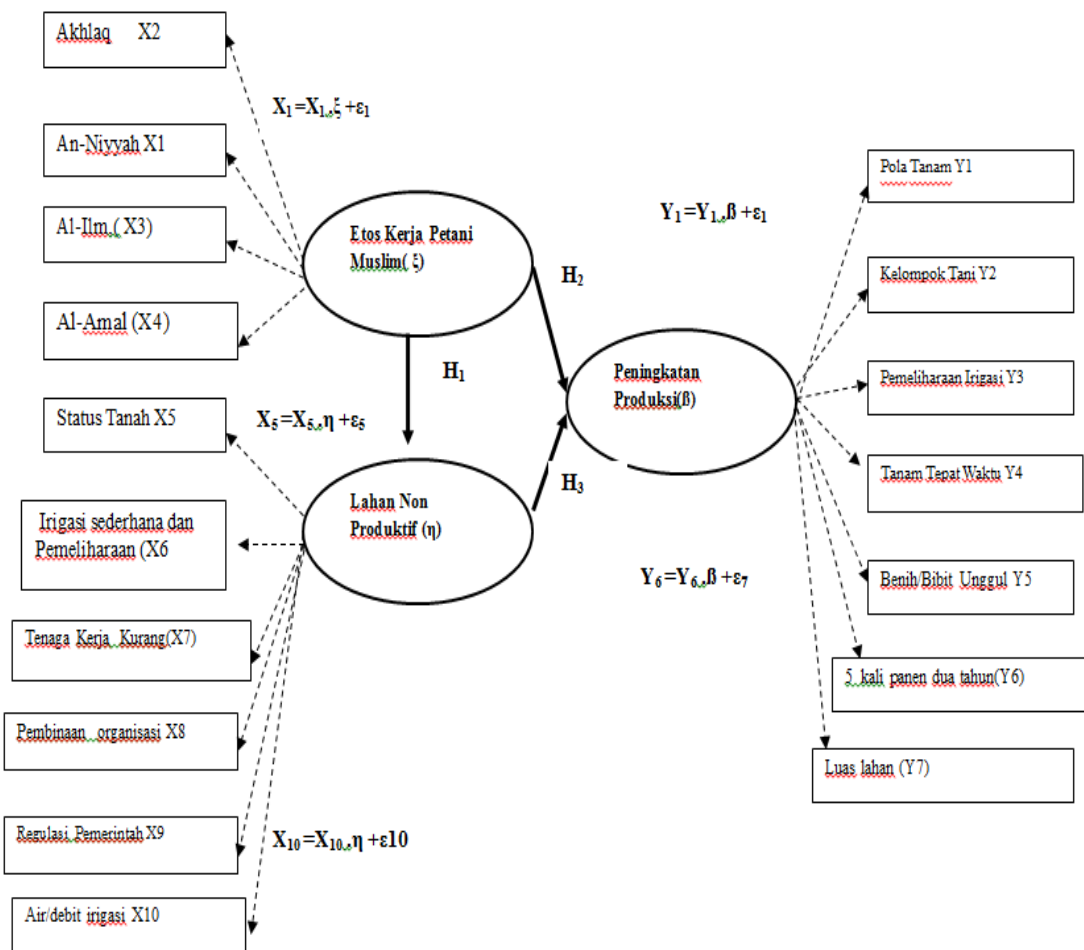 Akhlaq X2
X₁=X₁.ξ +ε₁
An-Niyyah X1
Al-Ilm.( X3)
Al-Amal (X4)
Etos Kerja Petani
Muslim( ξ)
H₁
H₂
Status Tanah X5
X₅=X₅.η +ε₅
Lahan Non
Produktif (η)
Irigasi sederhana dan
Pemeliharaan (X6
Tenaga Kerja Kurang(X7)
Pembinaan organisasi X8
Regulasi Pemerintah X9
X₁₀=X₁₀.η +ε10
Air/debit irigasi X10
H₃
Peningkatan
Produksi(ß)
Y₁=Y₁.ß +ε₁
Y₆=Y₆.ß +ε₇
Pola Tanam Y1
Kelompok Tani Y2
Pemeliharaan Irigasi Y3
Tanam Tepat Waktu Y4
Benih/Bibit Unggul Y5
5 kali panen dua tahun(Y6)
Luas lahan (Y7)